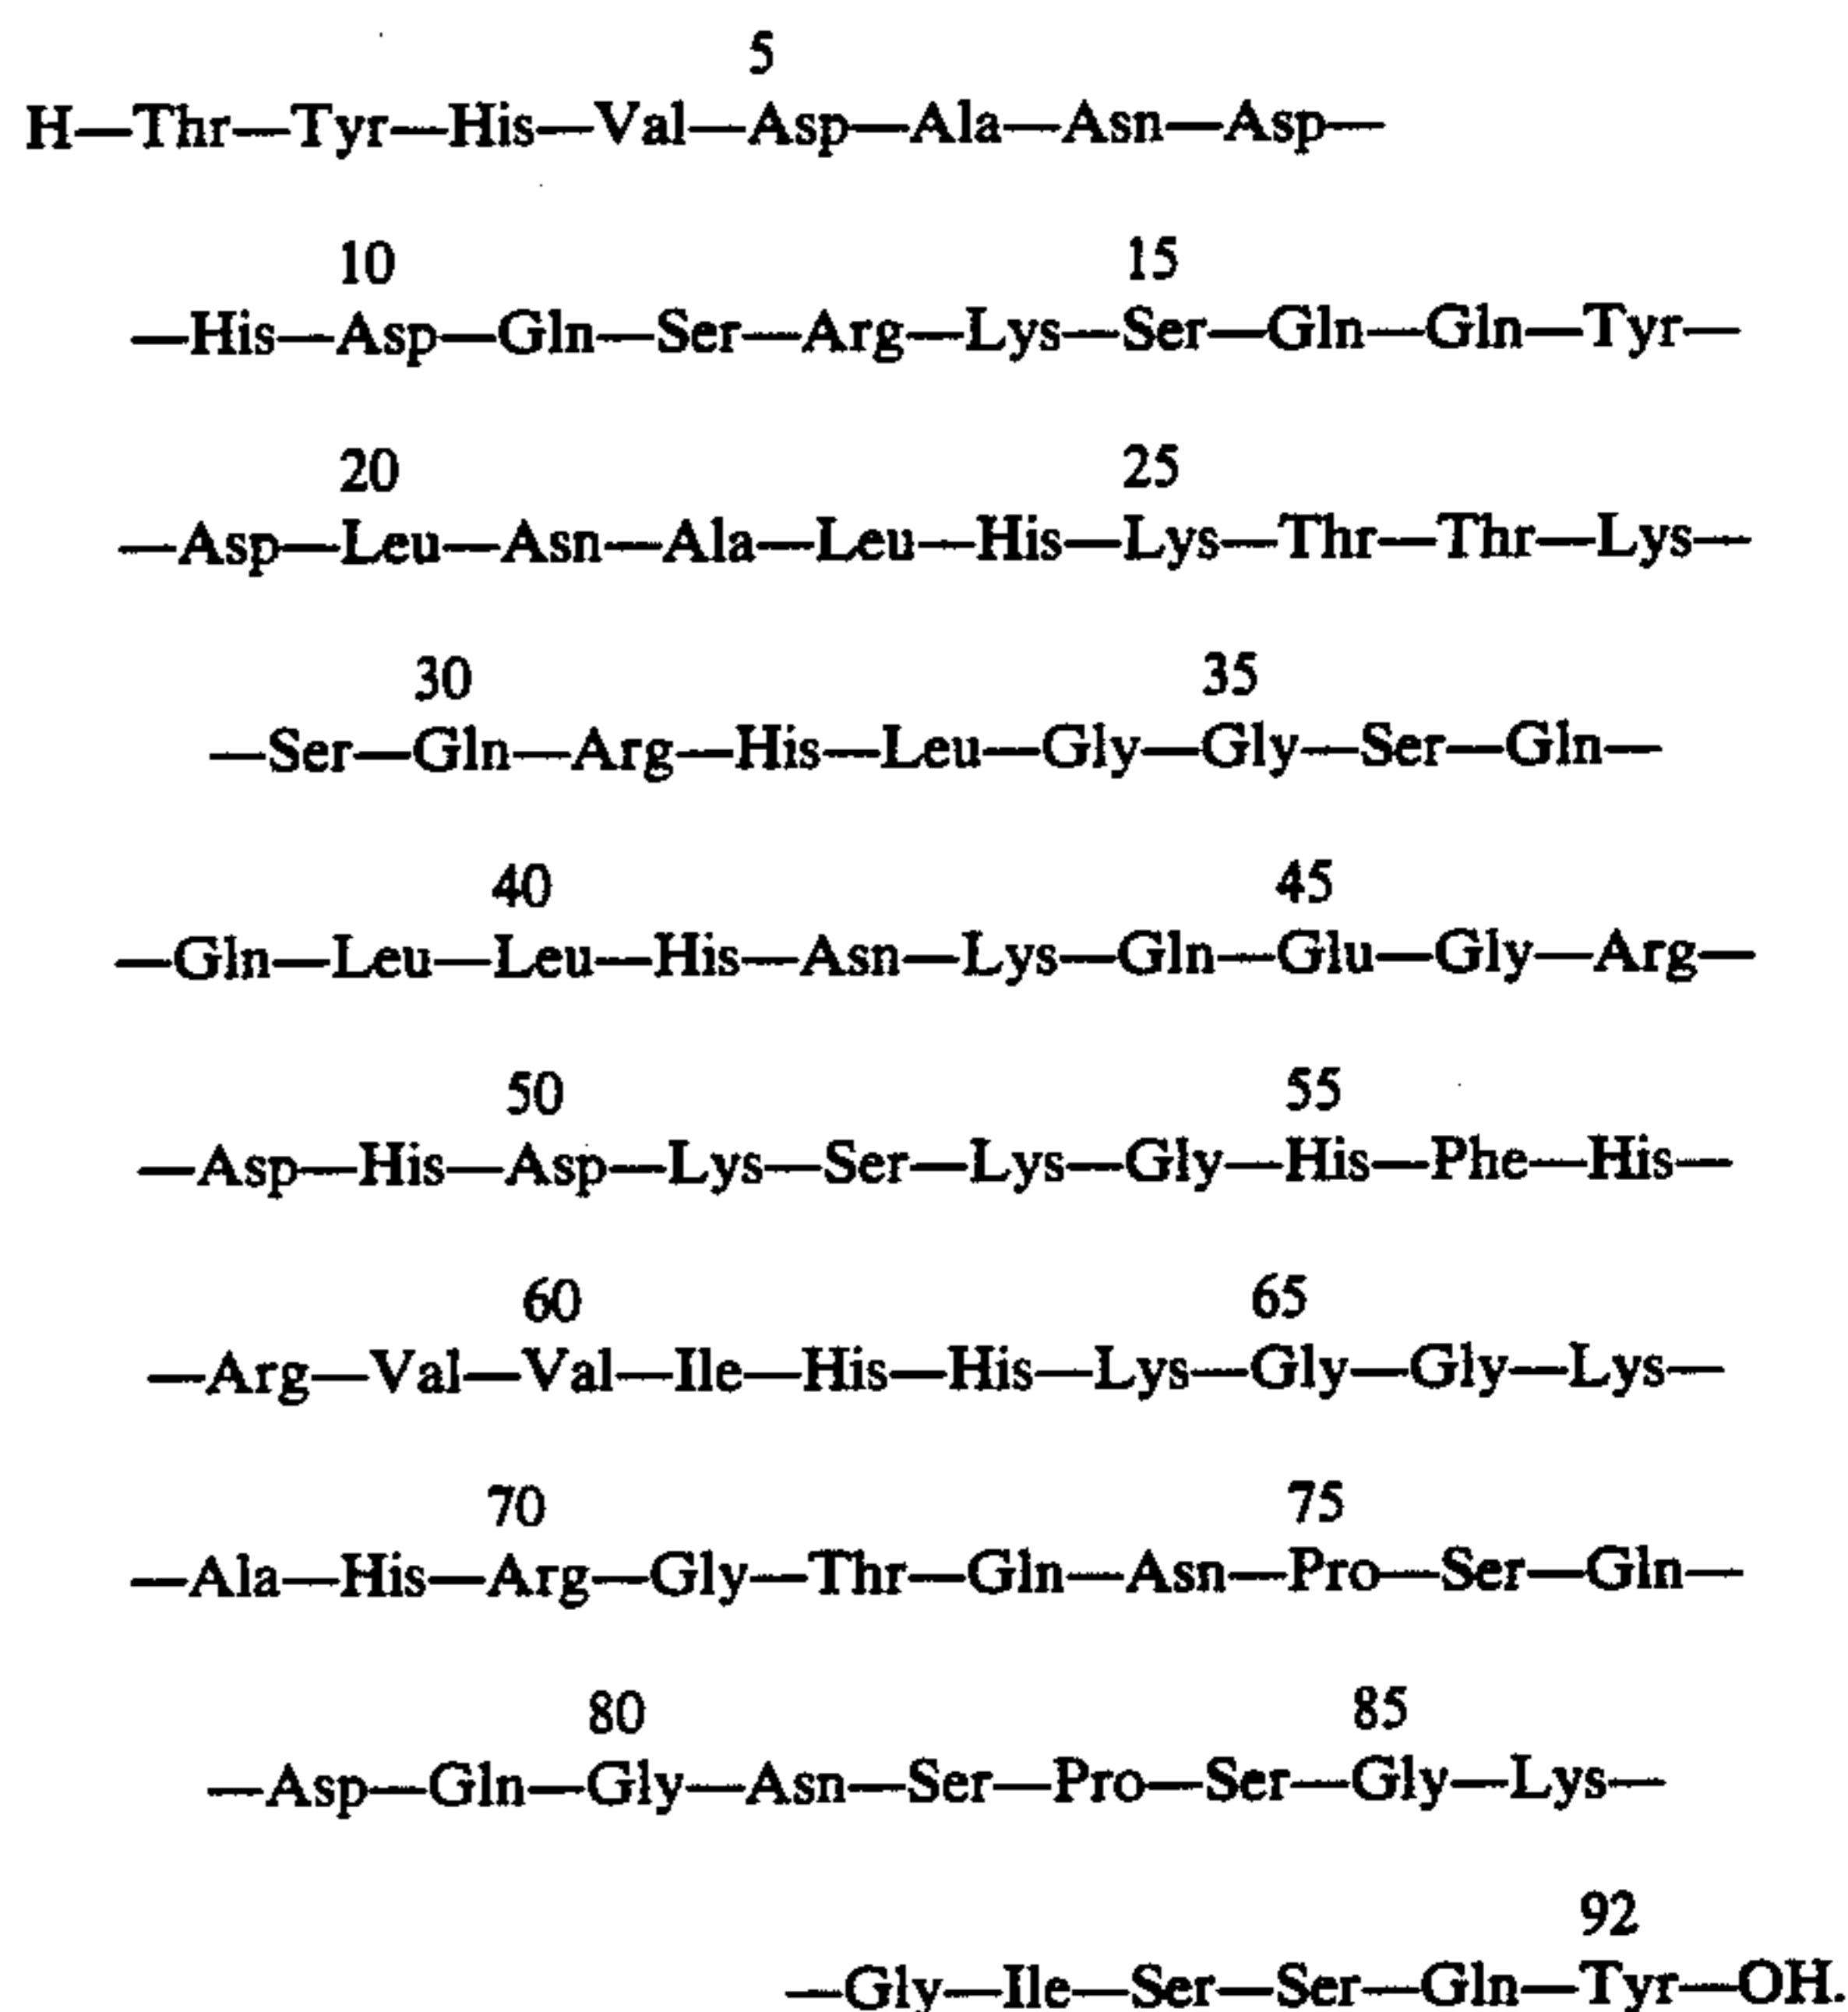 5
H—Thr—Tyr—His—Val—Asp—Ala—Asn—Asp—
10 15
—His—Asp—Gln—Ser—Arg—Lys—Ser—Gln—Gln—Tyr—
20 25
—Asp—Leu—Asn—Ala—Leu—His—Lys—Thr—Thr—Lys—
30 35
—Ser—Gln—Arg—His—Leu—Gly—Gly—Ser—Gln—
40 45
—Gln—Leu—Leu—His—Asn—Lys—Gln—Glu—Gly—Arg—
50 55
—Asp—His—Asp—Lys—Ser—Lys—Gly—His—Phe—His—
60 65
—Arg—Val—Val—Ile—His—His—Lys—Gly—Gly—Lys—
70 75
—Ala—His—Arg—Gly—Thr—Gln—Asn—Pro—Ser—Gln—
80 85
—Asp—Gln—Gly—Asn—Ser—Pro—Ser—Gly—Lys—
92
—Gly—Ile—Ser—Ser—Gln—Tyr—OH.